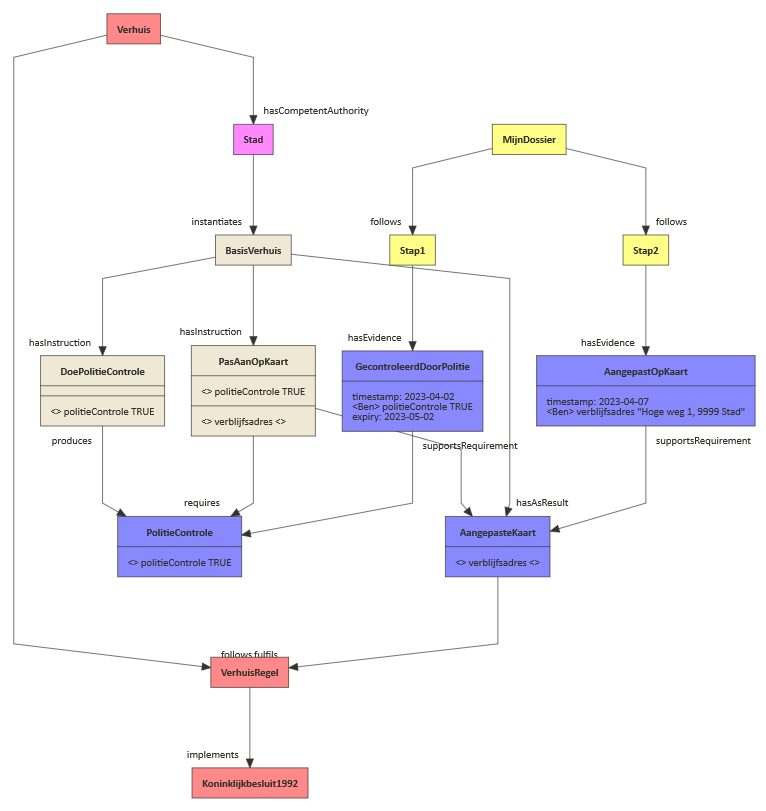 Verhuis
hasCompetentAuthority
Stad
MijnDossier
instantiates
follows
follows
BasisVerhuis
Stap1
Stap2
hasInstruction
hasInstruction
hasEvidence
hasEvidence
DoePolitieControle
<> politieControle TRUE
PasAanOpKaart
<> politieControle TRUE
<> verblijfsadres <>
GecontroleerdDoorPolitie
timestamp: 2023-04-02
<Ben> politieControle TRUE
expiry: 2023-05-02
AangepastOpKaart
timestamp: 2023-04-07
<Ben> verblijfsadres "Hoge weg 1, 9999 Stad"
produces
supportsRequirement
supportsRequirement
requires
hasAsResult
PolitieControle
<> politieControle TRUE
AangepasteKaart
<> verblijfsadres <>
follows fulfils
VerhuisRegel
implements
Koninklijkbesluit1992